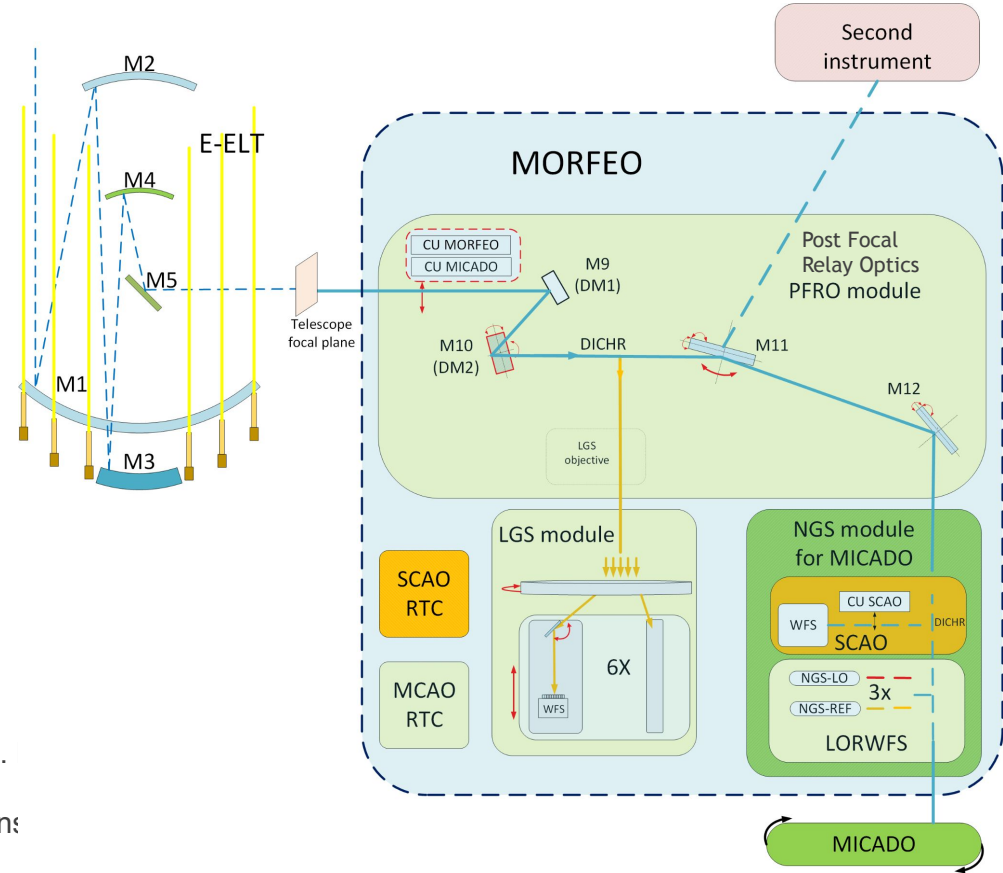 Second
instrument
M2
E-ELT
M4
M5
M1
M3
Telescope
focal plane
MORFEO
CU MORFEO
CU MICADO
M9
(DM1)
M10
(DM2)
DICHR
Post Focal
Relay Optics
PFRO module
M11
M12
LGS
objective
LGS module
6X
WFS
SCAO
RTC
MCAO
RTC
NGS module
for MICADO
CU SCAO
WFS
DICHR
SCAO
NGS-LO
3x
NGS-REF
LORWFS
MICADO
.